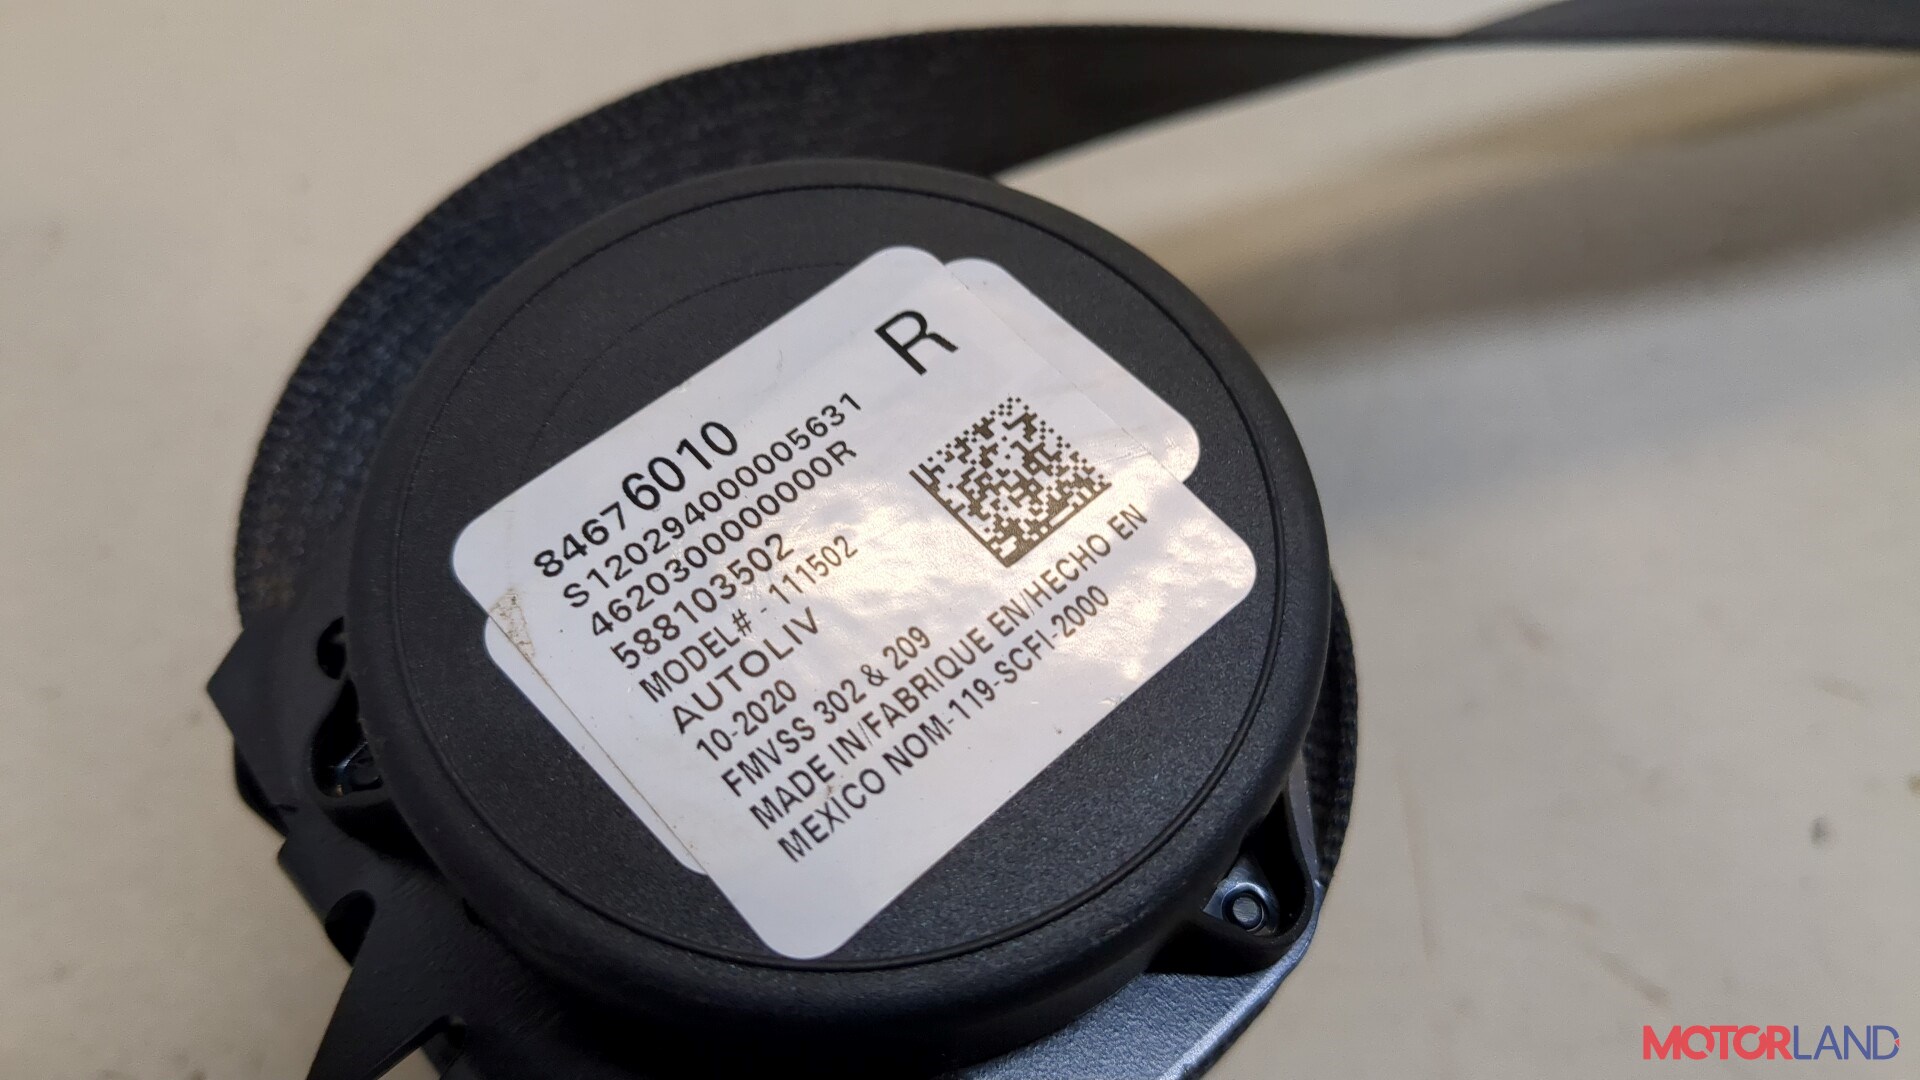 R
84676010
S1202940000005631
4620300000000R
588103502
MODEL# -111502
AUTOLIV
10-2020
FMVSS 302 & 209
MADE IN/FABRIQUE EN/HECHO EN
MEXICO NOM-119-SCFI-2000
MOTORLAND